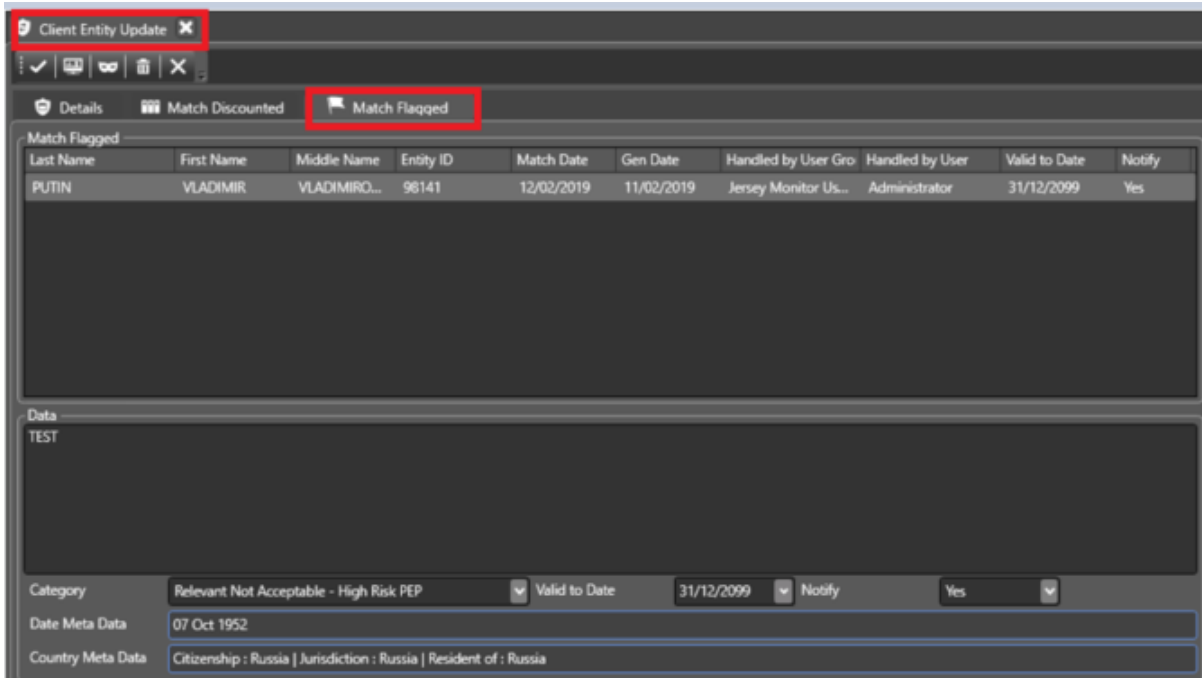 Client Entity Update
Details Match Discounted Match Flagged
Match Flagged
Last Name First Name Middle Name Entity ID Match Date Gen Date Handled by User Gro Handled by User Valid to Date Notify
PUTIN VLADIMIR VLADIMIRO... 98141 12/02/2019 11/02/2019 Jersey Monitor Us... Administrator 31/12/2099 Yes
Data
TEST
Category Relevant Not Acceptable - High Risk PEP Valid to Date 31/12/2099 Notify Yes
Date Meta Data 07 Oct 1952
Country Meta Data Citizenship : Russia | Jurisdiction : Russia | Resident of : Russia